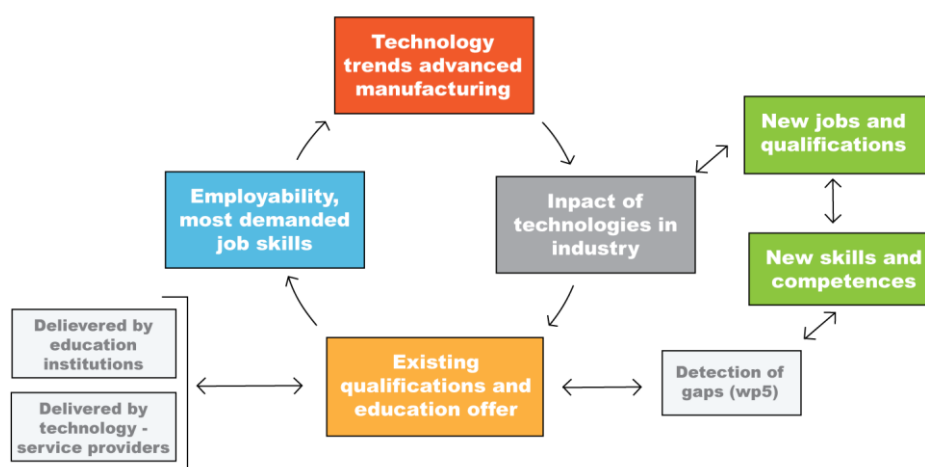 Technology
trends advanced
manufacturing
New jobs and
qualifications
Employability,
most demanded
job skills
Inpact of
technologies in
industry
New skills and
competences
Delievered by
education
institutions
Existing
qualifications and
education offer
Detection of
gaps (wp5)
Delivered by
technology -
service providers